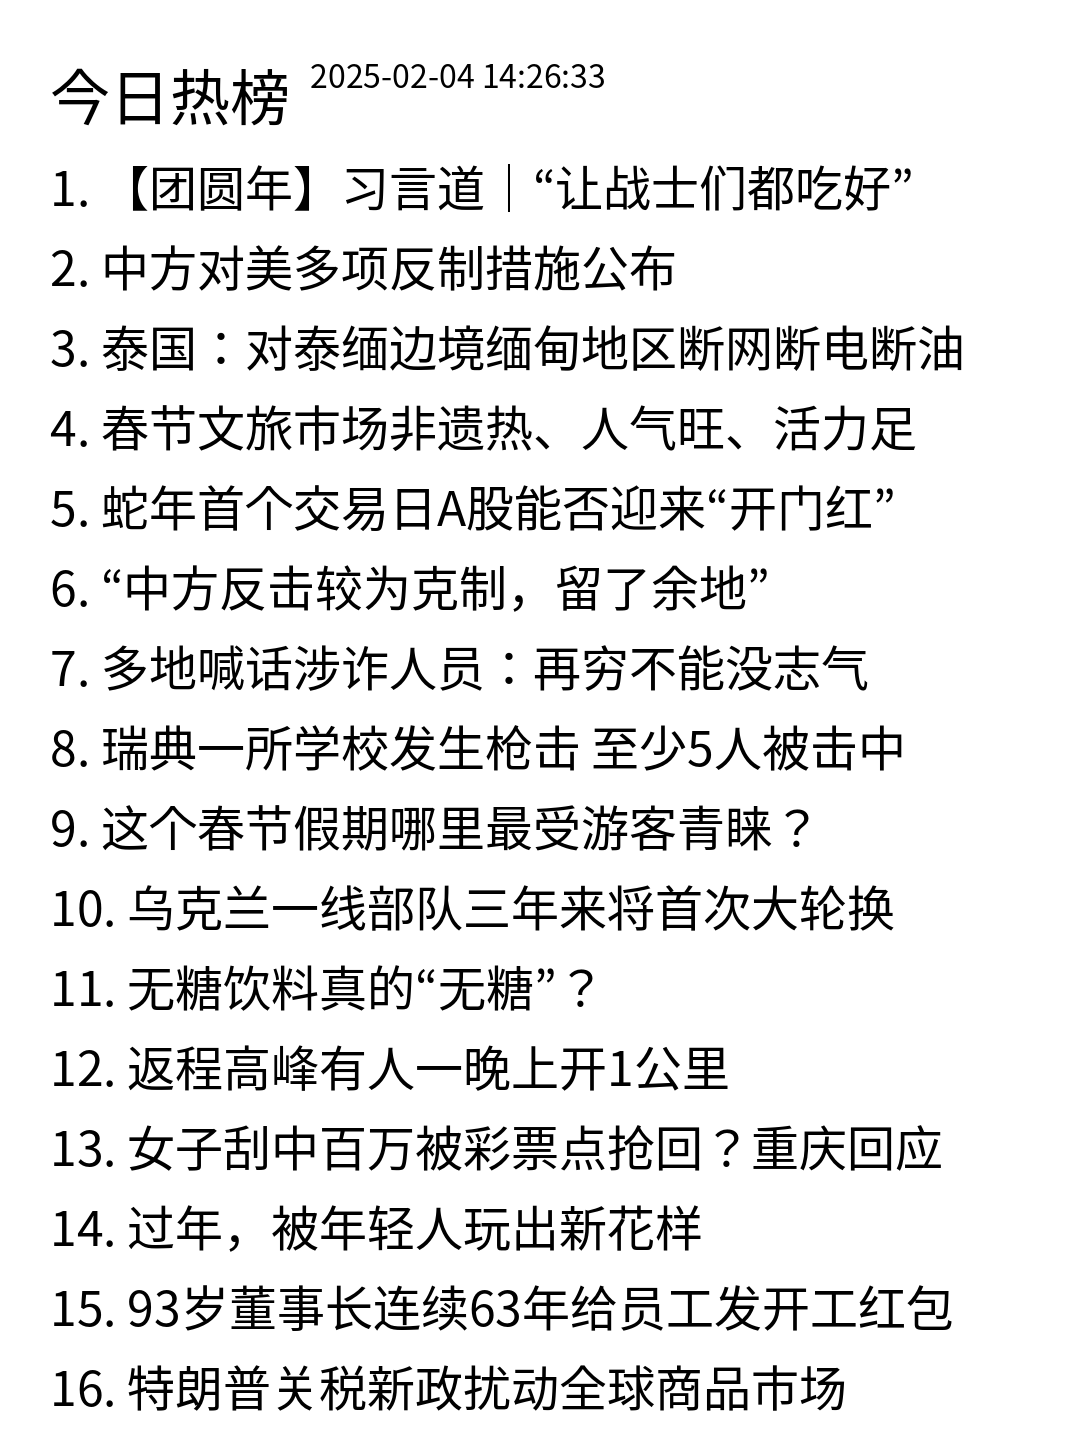 今日热榜 2025-02-04 14:26:33
1. 【团圆年】习言道｜“让战士们都吃好”
2. 中方对美多项反制措施公布
3. 泰国：对泰缅边境缅甸地区断网断电断油
4. 春节文旅市场非遗热、人气旺、活力足
5. 蛇年首个交易日A股能否迎来“开门红”
6. “中方反击较为克制，留了余地”
7. 多地喊话涉诈人员：再穷不能没志气
8. 瑞典一所学校发生枪击 至少5人被击中
9. 这个春节假期哪里最受游客青睐？
10. 乌克兰一线部队三年来将首次大轮换
11. 无糖饮料真的“无糖”？
12. 返程高峰有人一晚上开1公里
13. 女子刮中百万被彩票点抢回？重庆回应
14. 过年，被年轻人玩出新花样
15. 93岁董事长连续63年给员工发开工红包
16. 特朗普关税新政扰动全球商品市场